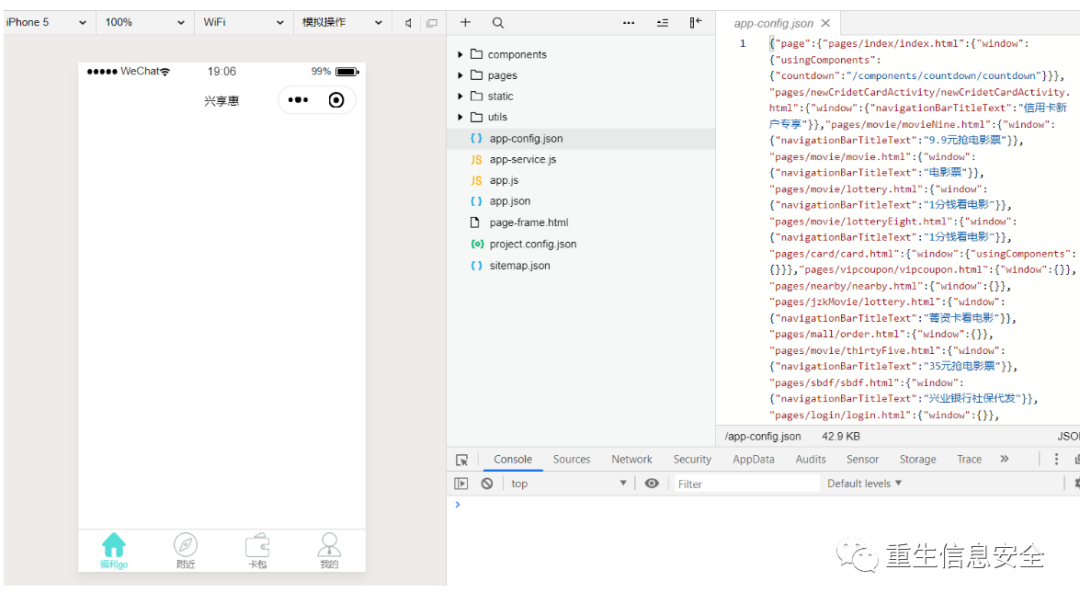 iPhone 5 100% WiFi 模拟操作
WeChat 19:06 99%
兴享惠
福利go 附近 卡包 我的
components
pages
static
utils
app-config.json
app-service.js
JS app.js
app.json
page-frame.html
project.config.json
sitemap.json
app-config.json
1 {"page":{"pages/index/index.html":{"window":
{"usingComponents":
{"countdown":"/components/countdown/countdown"}}},
"pages/newCridetCardActivity/newCridetCardActivity.
html":{"window":{"navigationBarTitleText":"信用卡新
户专享"}},"pages/movie/movieNine.html":{"window":
{"navigationBarTitleText":"9.9元抢电影票"}},
"pages/movie/movie.html":{"window":
{"navigationBarTitleText":"电影票"}},
"pages/movie/lottery.html":{"window":
{"navigationBarTitleText":"1分钱看电影"}},
"pages/movie/lotteryEight.html":{"window":
{"navigationBarTitleText":"1分钱看电影"}},
"pages/card/card.html":{"window":{"usingComponents":
{}}},"pages/vipcoupon/vipcoupon.html":{"window":{}},
"pages/nearby/nearby.html":{"window":{}},
"pages/jzkMovie/lottery.html":{"window":
{"navigationBarTitleText":"菁资卡看电影"}},
"pages/mall/order.html":{"window":{}},
"pages/movie/thirtyFive.html":{"window":
{"navigationBarTitleText":"35元抢电影票"}},
"pages/sbdf/sbdf.html":{"window":
{"navigationBarTitleText":"兴业银行社保代发"}},
"pages/login/login.html":{"window":{}},
/app-config.json 42.9 KB JSO
Console Sources Network Security AppData Audits Sensor Storage Trace
top Filter Default levels
重生信息安全